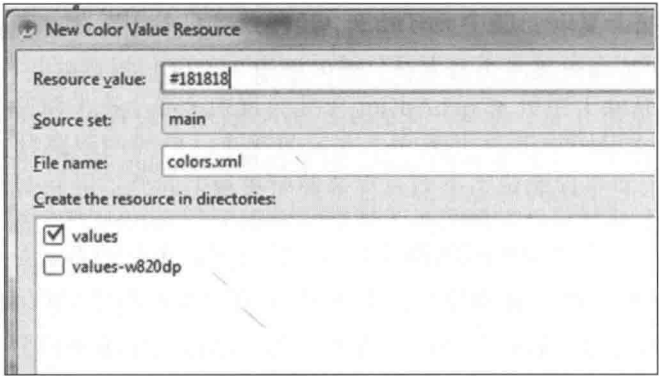 New Color Value Resource
Resource value: #181818
Source set: main
File name: colors.xml
Create the resource in directories:
values
values-w820dp